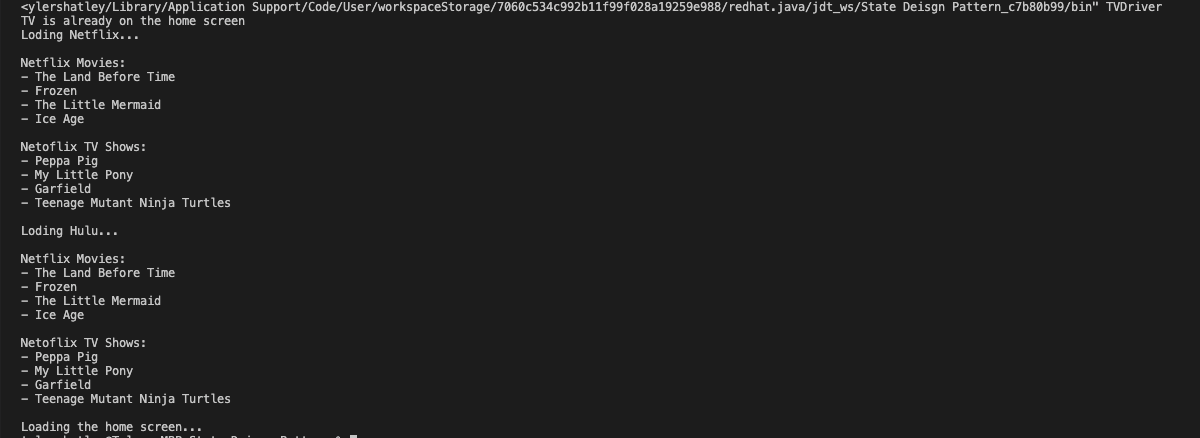 <ylershatley/Library/Application Support/Code/User/workspaceStorage/7060c534c992b11f99f028a19259e988/redhat.java/jdt_ws/State Deisgn Pattern_c7b80b99/bin" TVDriver
TV is already on the home screen
Loding Netflix...
Netflix Movies:
- The Land Before Time
- Frozen
- The Little Mermaid
- Ice Age
Netoflix TV Shows:
- Peppa Pig
- My Little Pony
- Garfield
- Teenage Mutant Ninja Turtles
Loding Hulu...
Netflix Movies:
- The Land Before Time
- Frozen
- The Little Mermaid
- Ice Age
Netoflix TV Shows:
- Peppa Pig
- My Little Pony
- Garfield
- Teenage Mutant Ninja Turtles
Loading the home screen...